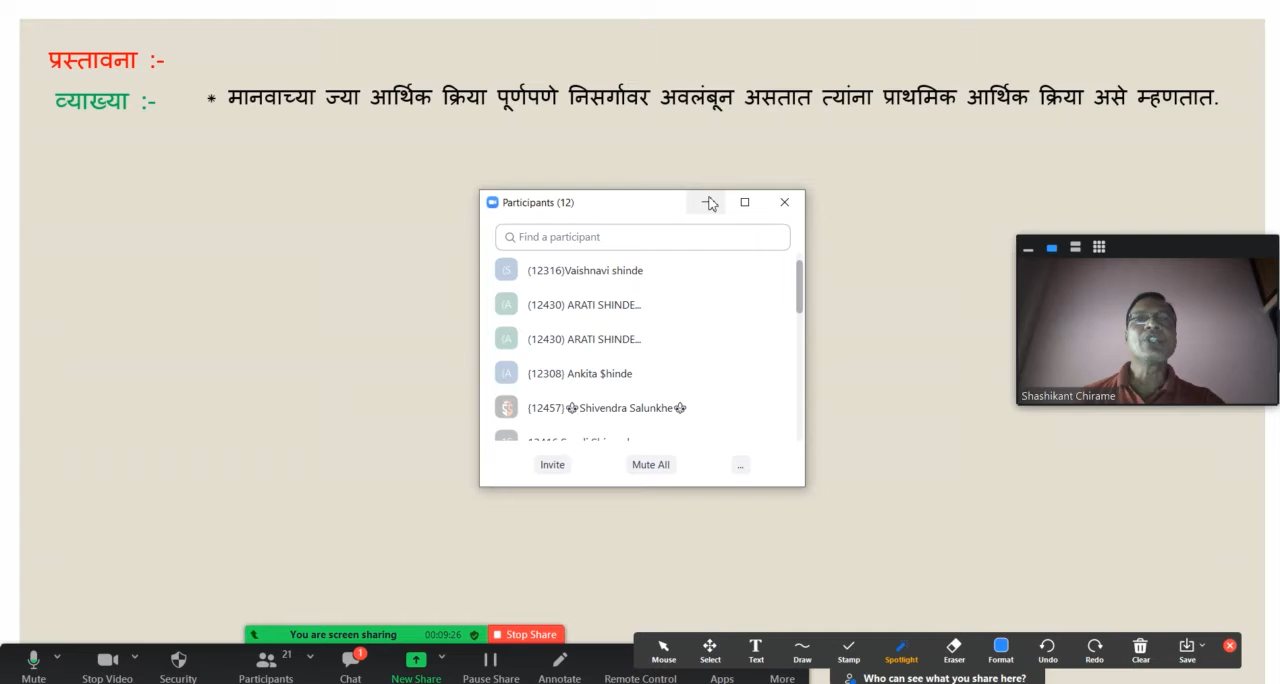 प्रस्तावना :-
व्याख्या :- * मानवाच्या ज्या आर्थिक क्रिया पूर्णपणे निसर्गावर अवलंबून असतात त्यांना प्राथमिक आर्थिक क्रिया असे म्हणतात.
Participants (12)
Find a participant
(S (12316)Vaishnavi shinde
(A (12430) ARATI SHINDE...
(A (12430) ARATI SHINDE...
(A {12308} Ankita $hinde
{12457}⚜Shivendra Salunkhe⚜
Invite Mute All ...
Shashikant Chirame
You are screen sharing 00:09:26 Stop Share
Mouse Select Text Draw Stamp Spotlight Eraser Format Undo Redo Clear Save
21 1
Mute Stop Video Security Participants Chat New Share Pause Share Annotate Remote Control Apps More
Who can see what you share here?